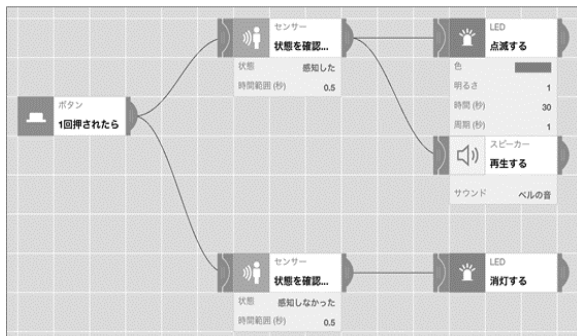 ボタン
1回押されたら
センサー
状態を確認...
状態 感知した
時間範囲 (秒) 0.5
LED
点滅する
色
明るさ 1
時間 (秒) 30
周期 (秒) 1
スピーカー
再生する
サウンド ベルの音
センサー
状態を確認...
状態 感知しなかった
時間範囲 (秒) 0.5
LED
消灯する